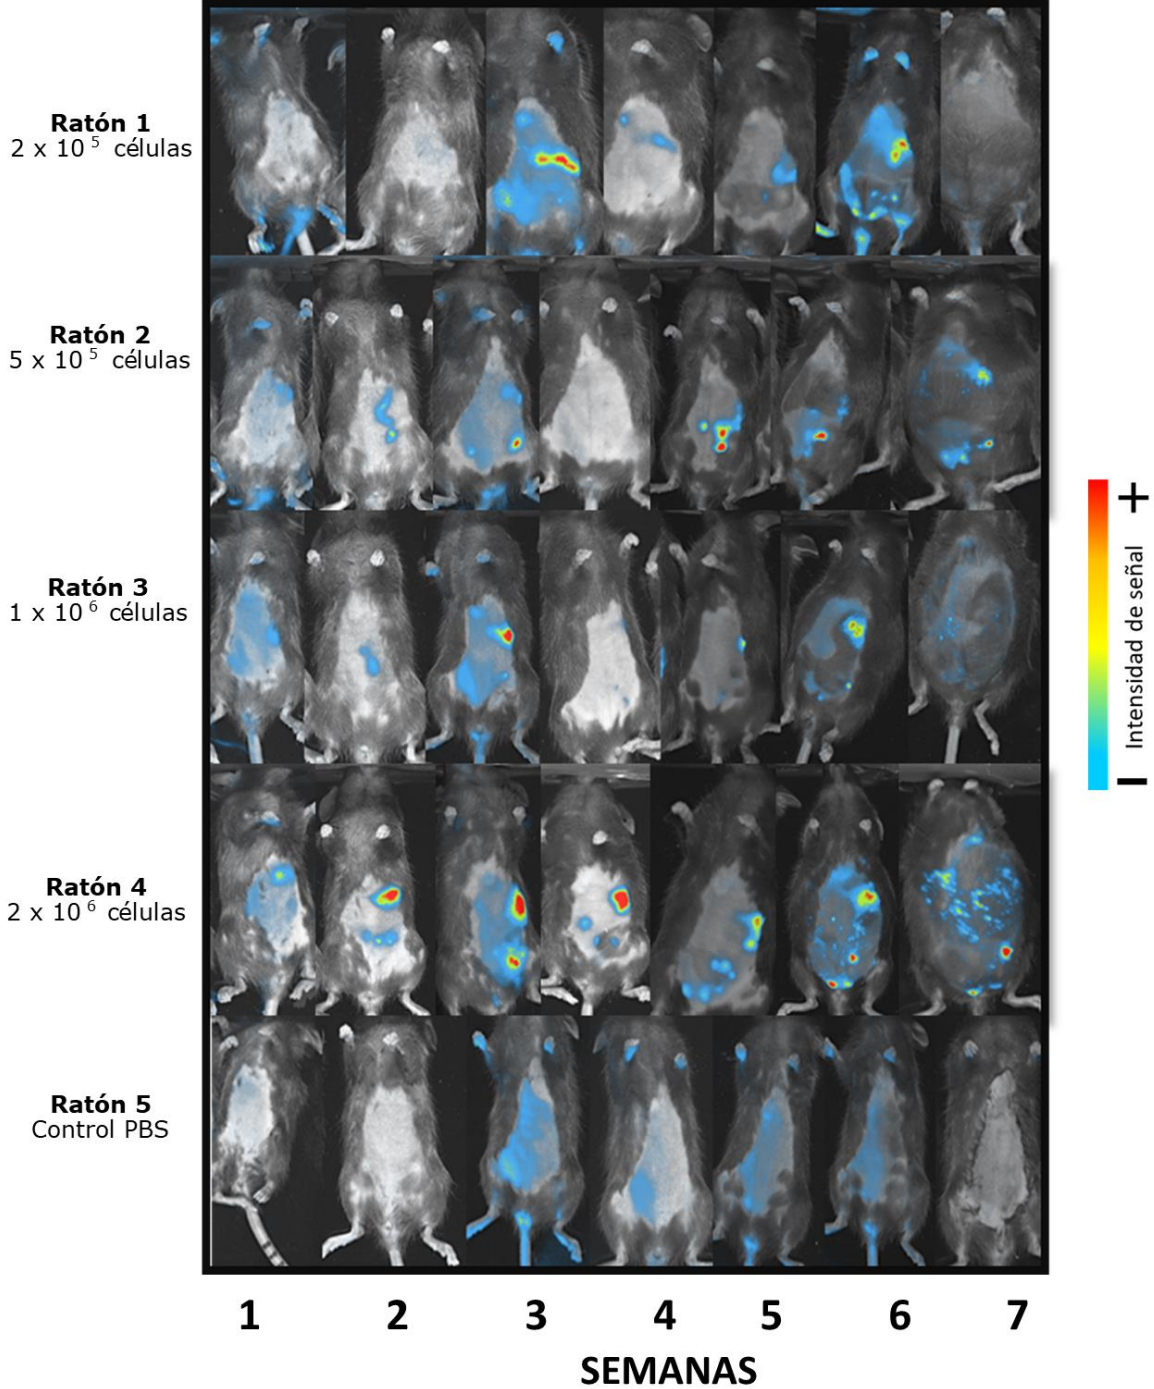 Ratón 1
2 x 10 5 células
Ratón 2
5 x 10 5 células
Ratón 3
1 x 10 6 células
Ratón 4
2 x 10 6 células
Ratón 5
Control PBS
+
Intensidad de señal
−
1 2 3 4 5 6 7
SEMANAS